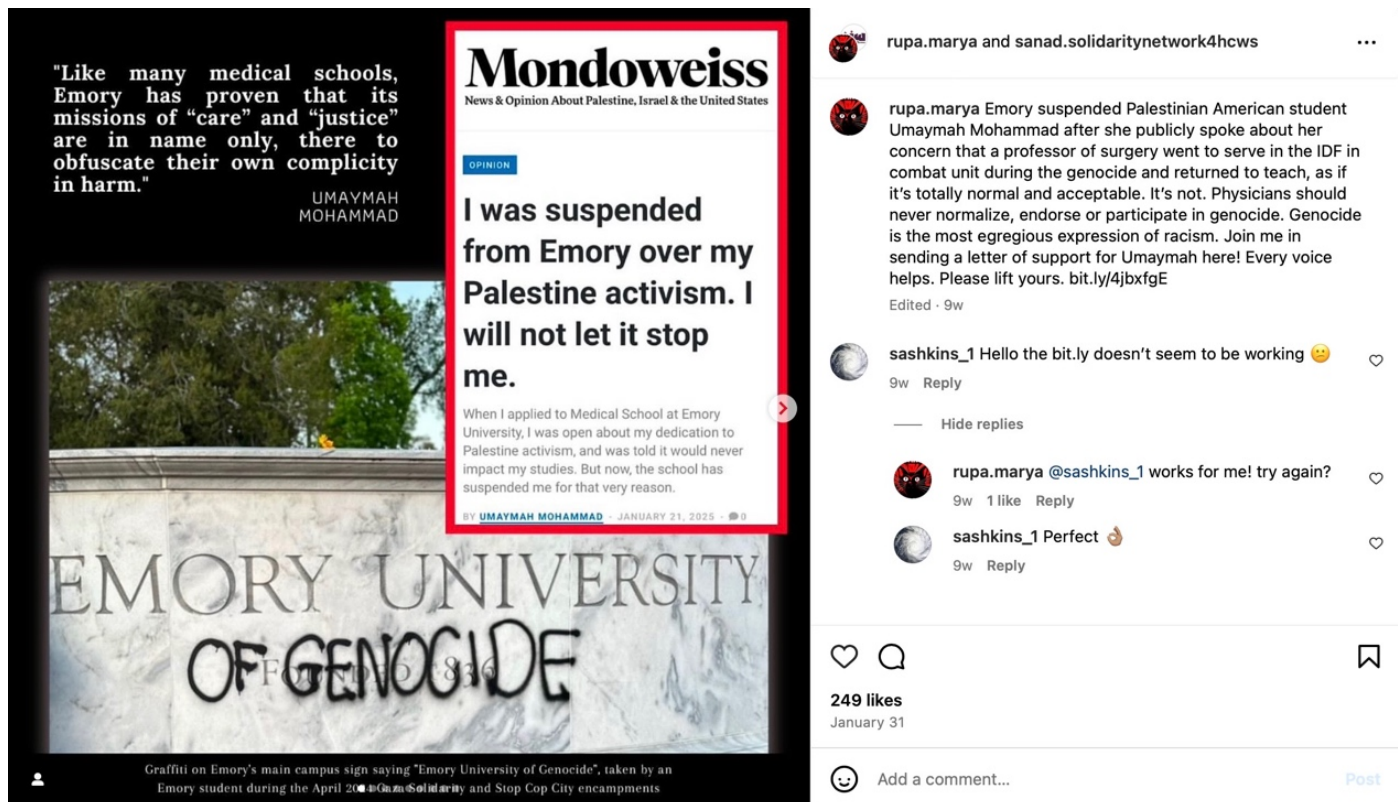 "Like many medical schools,
Emory has proven that its
missions of “care” and “justice”
are in name only, there to
obfuscate their own complicity
in harm."
UMAYMAH
MOHAMMAD
Mondoweiss
News & Opinion About Palestine, Israel & the United States
OPINION
I was suspended
from Emory over my
Palestine activism. I
will not let it stop
me.
When I applied to Medical School at Emory
University, I was open about my dedication to
Palestine activism, and was told it would never
impact my studies. But now, the school has
suspended me for that very reason.
BY UMAYMAH MOHAMMAD - JANUARY 21, 2025 - 0
EMORY UNIVERSITY
OF GENOCIDE
FOUNDED 1836
Graffiti on Emory's main campus sign saying "Emory University of Genocide", taken by an
Emory student during the April Gaza Solidarity and Stop Cop City encampments
rupa.marya and sanad.solidaritynetwork4hcws
rupa.marya Emory suspended Palestinian American student
Umaymah Mohammad after she publicly spoke about her
concern that a professor of surgery went to serve in the IDF in
combat unit during the genocide and returned to teach, as if
it’s totally normal and acceptable. It’s not. Physicians should
never normalize, endorse or participate in genocide. Genocide
is the most egregious expression of racism. Join me in
sending a letter of support for Umaymah here! Every voice
helps. Please lift yours. bit.ly/4jbxfgE
Edited · 9w
sashkins_1 Hello the bit.ly doesn’t seem to be working 😕
9w Reply
Hide replies
rupa.marya @sashkins_1 works for me! try again?
9w 1 like Reply
sashkins_1 Perfect 👌🏽
9w Reply
249 likes
January 31
Add a comment...
Post